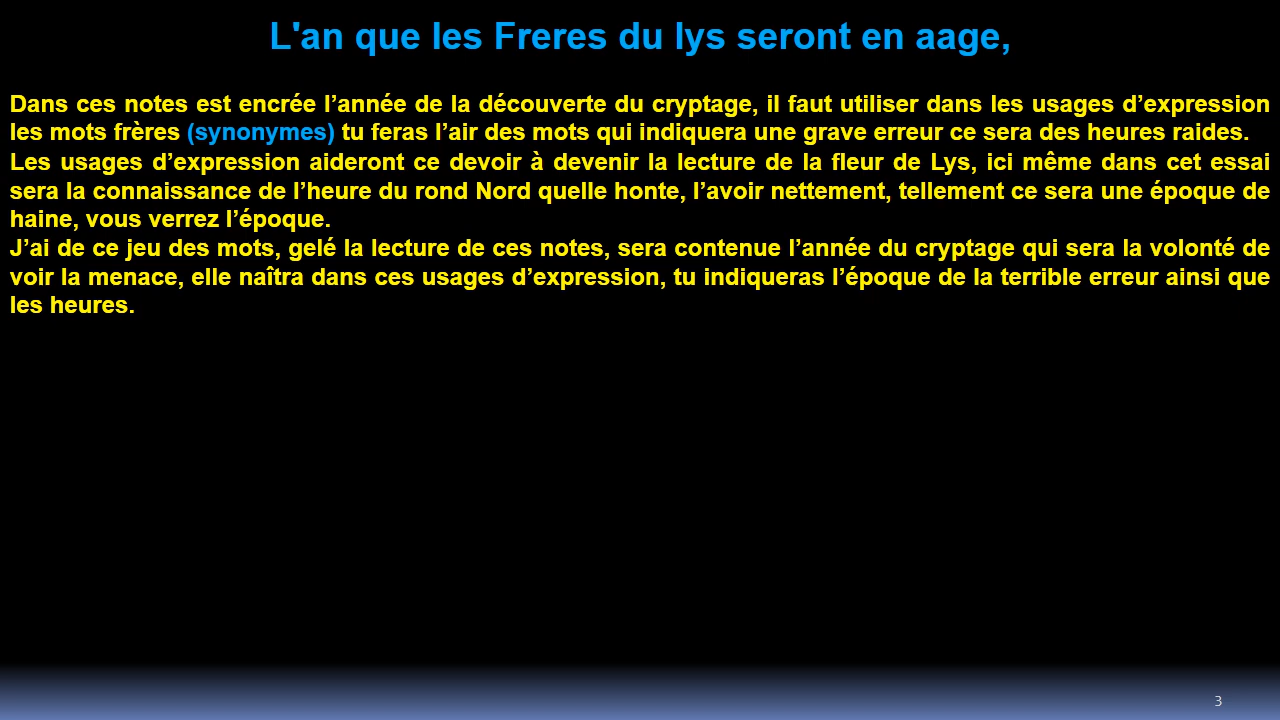 L'an que les Freres du lys seront en aage,
Dans ces notes est encrée l’année de la découverte du cryptage, il faut utiliser dans les usages d’expression
les mots frères (synonymes) tu feras l’air des mots qui indiquera une grave erreur ce sera des heures raides.
Les usages d’expression aideront ce devoir à devenir la lecture de la fleur de Lys, ici même dans cet essai
sera la connaissance de l’heure du rond Nord quelle honte, l’avoir nettement, tellement ce sera une époque de
haine, vous verrez l’époque.
J’ai de ce jeu des mots, gelé la lecture de ces notes, sera contenue l’année du cryptage qui sera la volonté de
voir la menace, elle naîtra dans ces usages d’expression, tu indiqueras l’époque de la terrible erreur ainsi que
les heures.
3